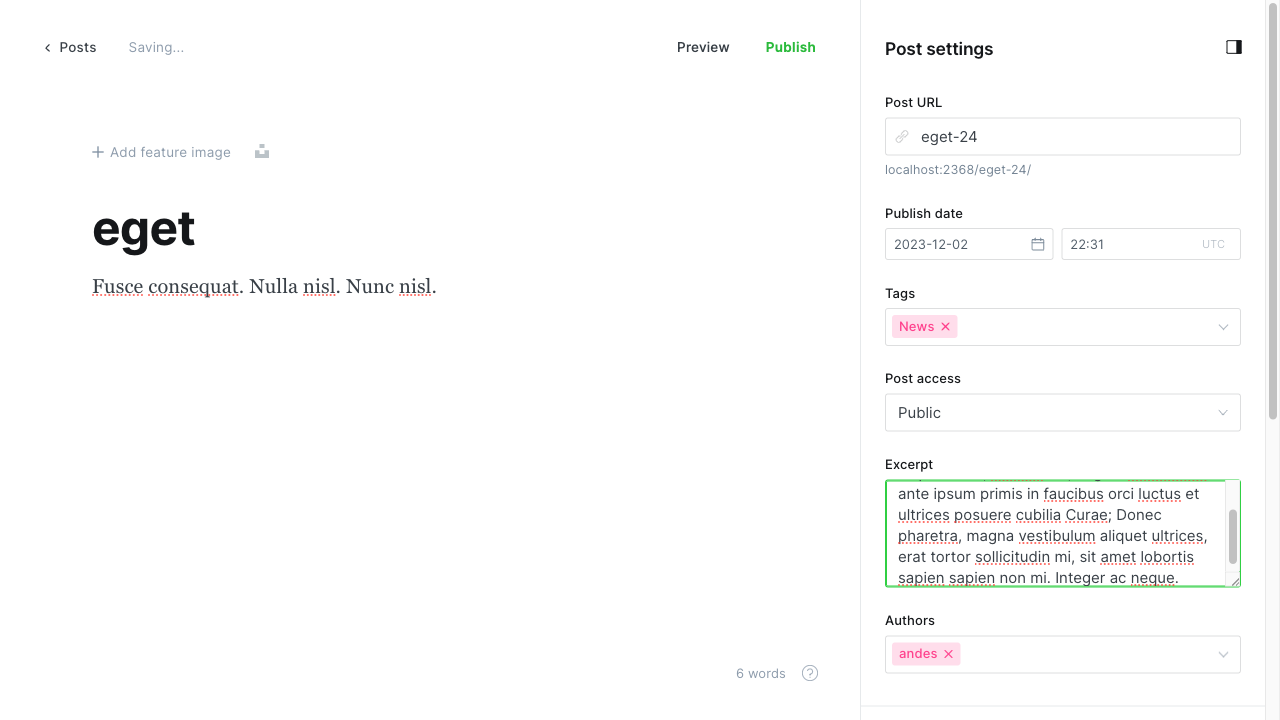 Posts
Saving...
Preview
Publish
Add feature image
eget
Fusce consequat. Nulla nisl. Nunc nisl.
6 words
Post settings
Post URL
eget-24
localhost:2368/eget-24/
Publish date
2023-12-02
22:31
UTC
Tags
News
Post access
Public
Excerpt
ante ipsum primis in faucibus orci luctus et
ultrices posuere cubilia Curae; Donec
pharetra, magna vestibulum aliquet ultrices,
erat tortor sollicitudin mi, sit amet lobortis
sapien sapien non mi. Integer ac neque.
Authors
andes